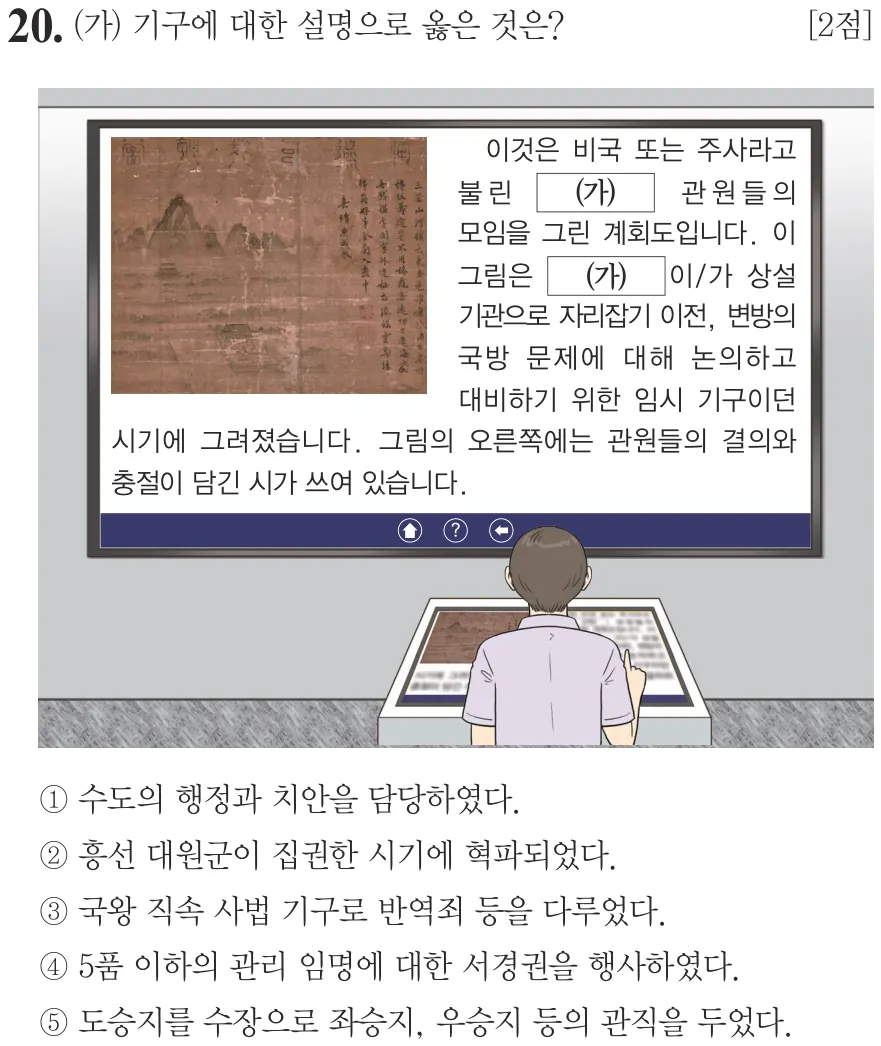 20. (가) 기구에 대한 설명으로 옳은 것은? [2점]
이것은 비국 또는 주사라고
불린 (가) 관원들의
모임을 그린 계회도입니다. 이
그림은 (가) 이/가 상설
기관으로 자리잡기 이전, 변방의
국방 문제에 대해 논의하고
대비하기 위한 임시 기구이던
시기에 그려졌습니다. 그림의 오른쪽에는 관원들의 결의와
충절이 담긴 시가 쓰여 있습니다.
?
① 수도의 행정과 치안을 담당하였다.
② 흥선 대원군이 집권한 시기에 혁파되었다.
③ 국왕 직속 사법 기구로 반역죄 등을 다루었다.
④ 5품 이하의 관리 임명에 대한 서경권을 행사하였다.
⑤ 도승지를 수장으로 좌승지, 우승지 등의 관직을 두었다.